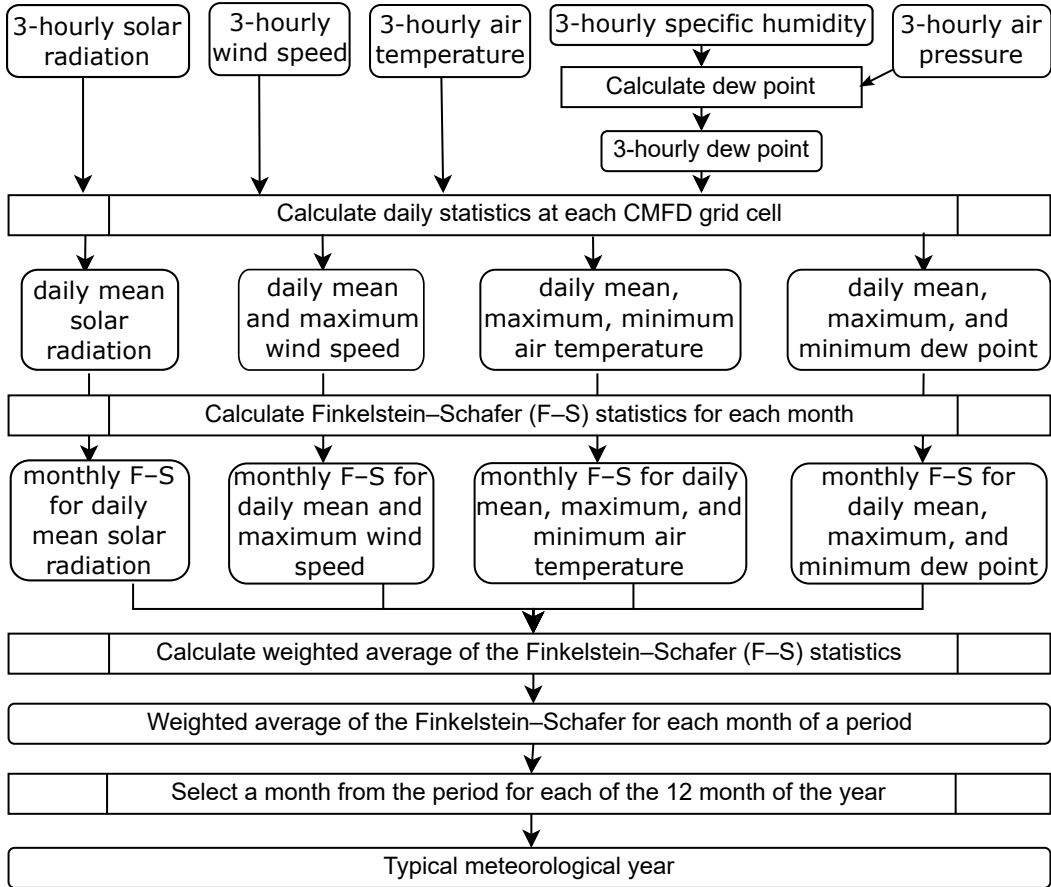 3-hourly solar
radiation
3-hourly
wind speed
3-hourly air
temperature
3-hourly specific humidity
3-hourly air
pressure
Calculate dew point
3-hourly dew point
Calculate daily statistics at each CMFD grid cell
daily mean
solar
radiation
daily mean
and maximum
wind speed
daily mean,
maximum, minimum
air temperature
daily mean,
maximum, and
minimum dew point
Calculate Finkelstein–Schafer (F–S) statistics for each month
monthly F–S
for daily
mean solar
radiation
monthly F–S for
daily mean and
maximum wind
speed
monthly F–S for daily
mean, maximum, and
minimum air
temperature
monthly F–S for
daily mean,
maximum, and
minimum dew point
Calculate weighted average of the Finkelstein–Schafer (F–S) statistics
Weighted average of the Finkelstein–Schafer for each month of a period
Select a month from the period for each of the 12 month of the year
Typical meteorological year